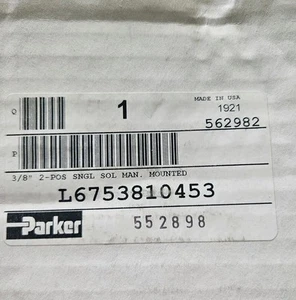 Q
1
MADE IN USA
1921
562982
P
3/8" 2-POS SNGL SOL MAN. MOUNTED
L6753810453
Parker
552898